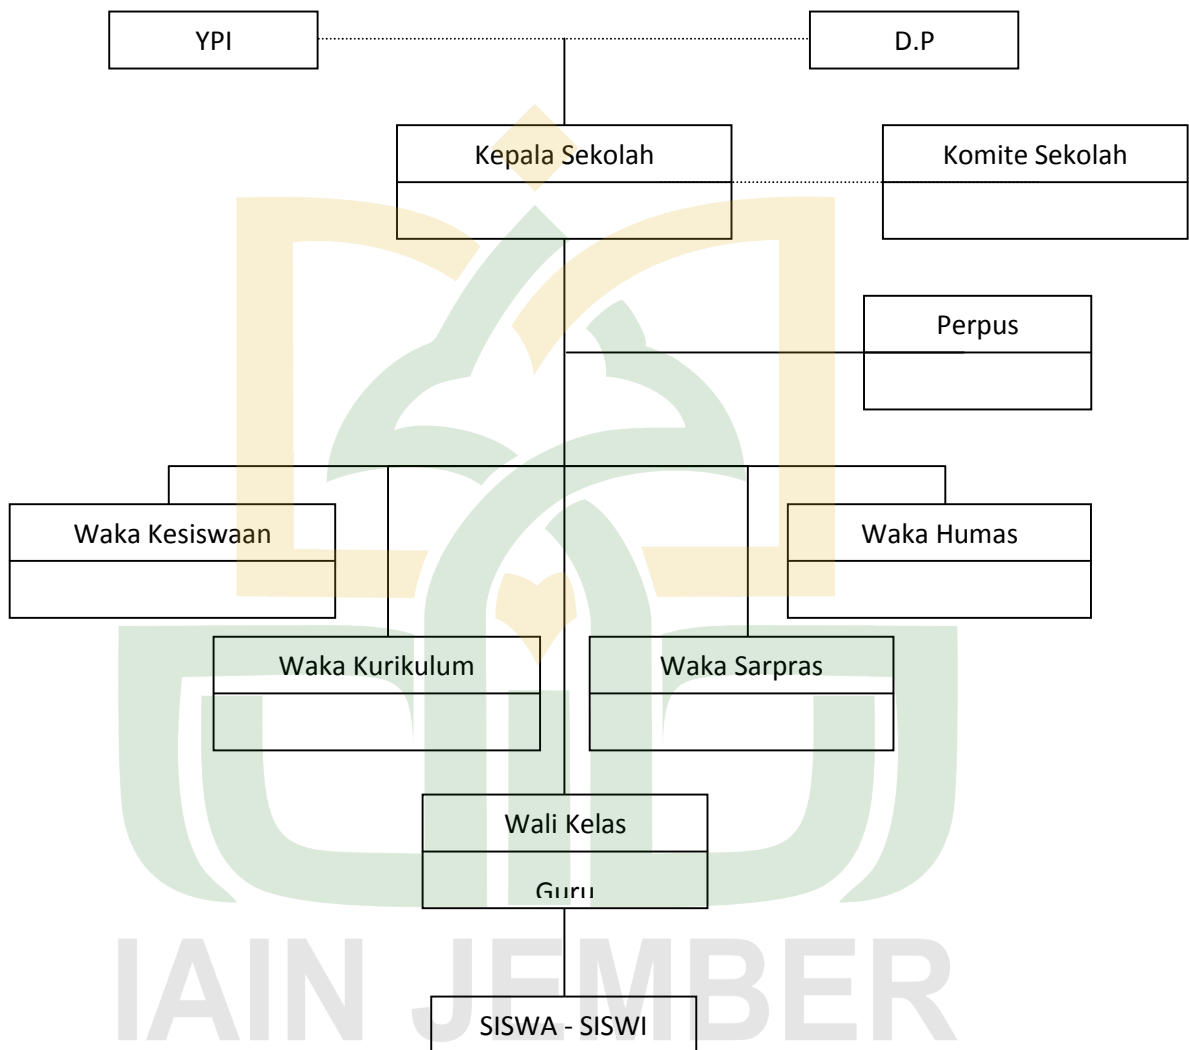 YPI
D.P
Kepala Sekolah
Komite Sekolah
Perpus
Waka Kesiswaan
Waka Humas
Waka Kurikulum
Waka Sarpras
Wali Kelas
Guru
IAIN JEMBER
SISWA - SISWI